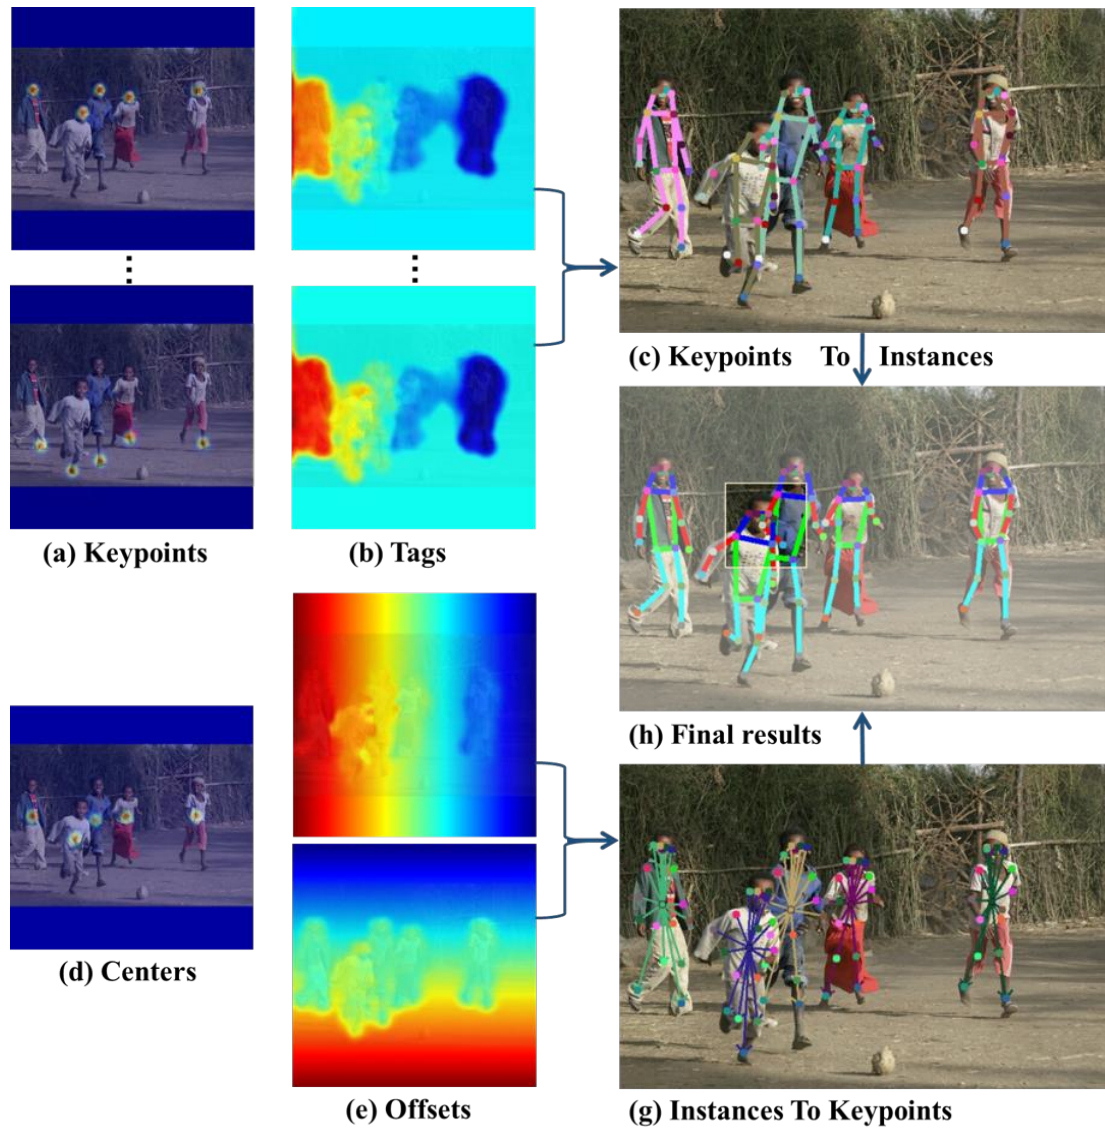 (c) Keypoints To Instances
(a) Keypoints
(b) Tags
(h) Final results
(d) Centers
(e) Offsets
(g) Instances To Keypoints